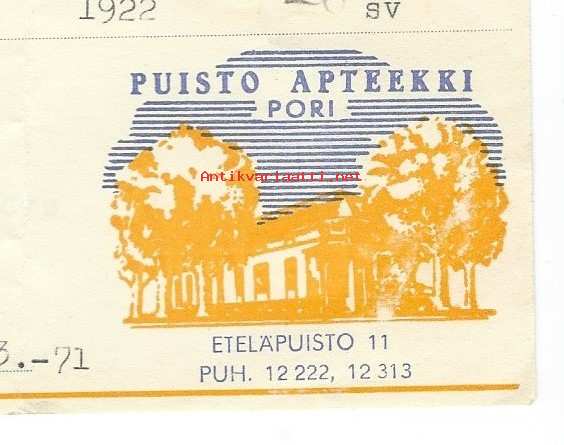 1922 SV
PUISTO APTEEKKI
PORI
Antikvariaatti.net
ETELÄPUISTO 11
3.-71
PUH. 12 222, 12 313